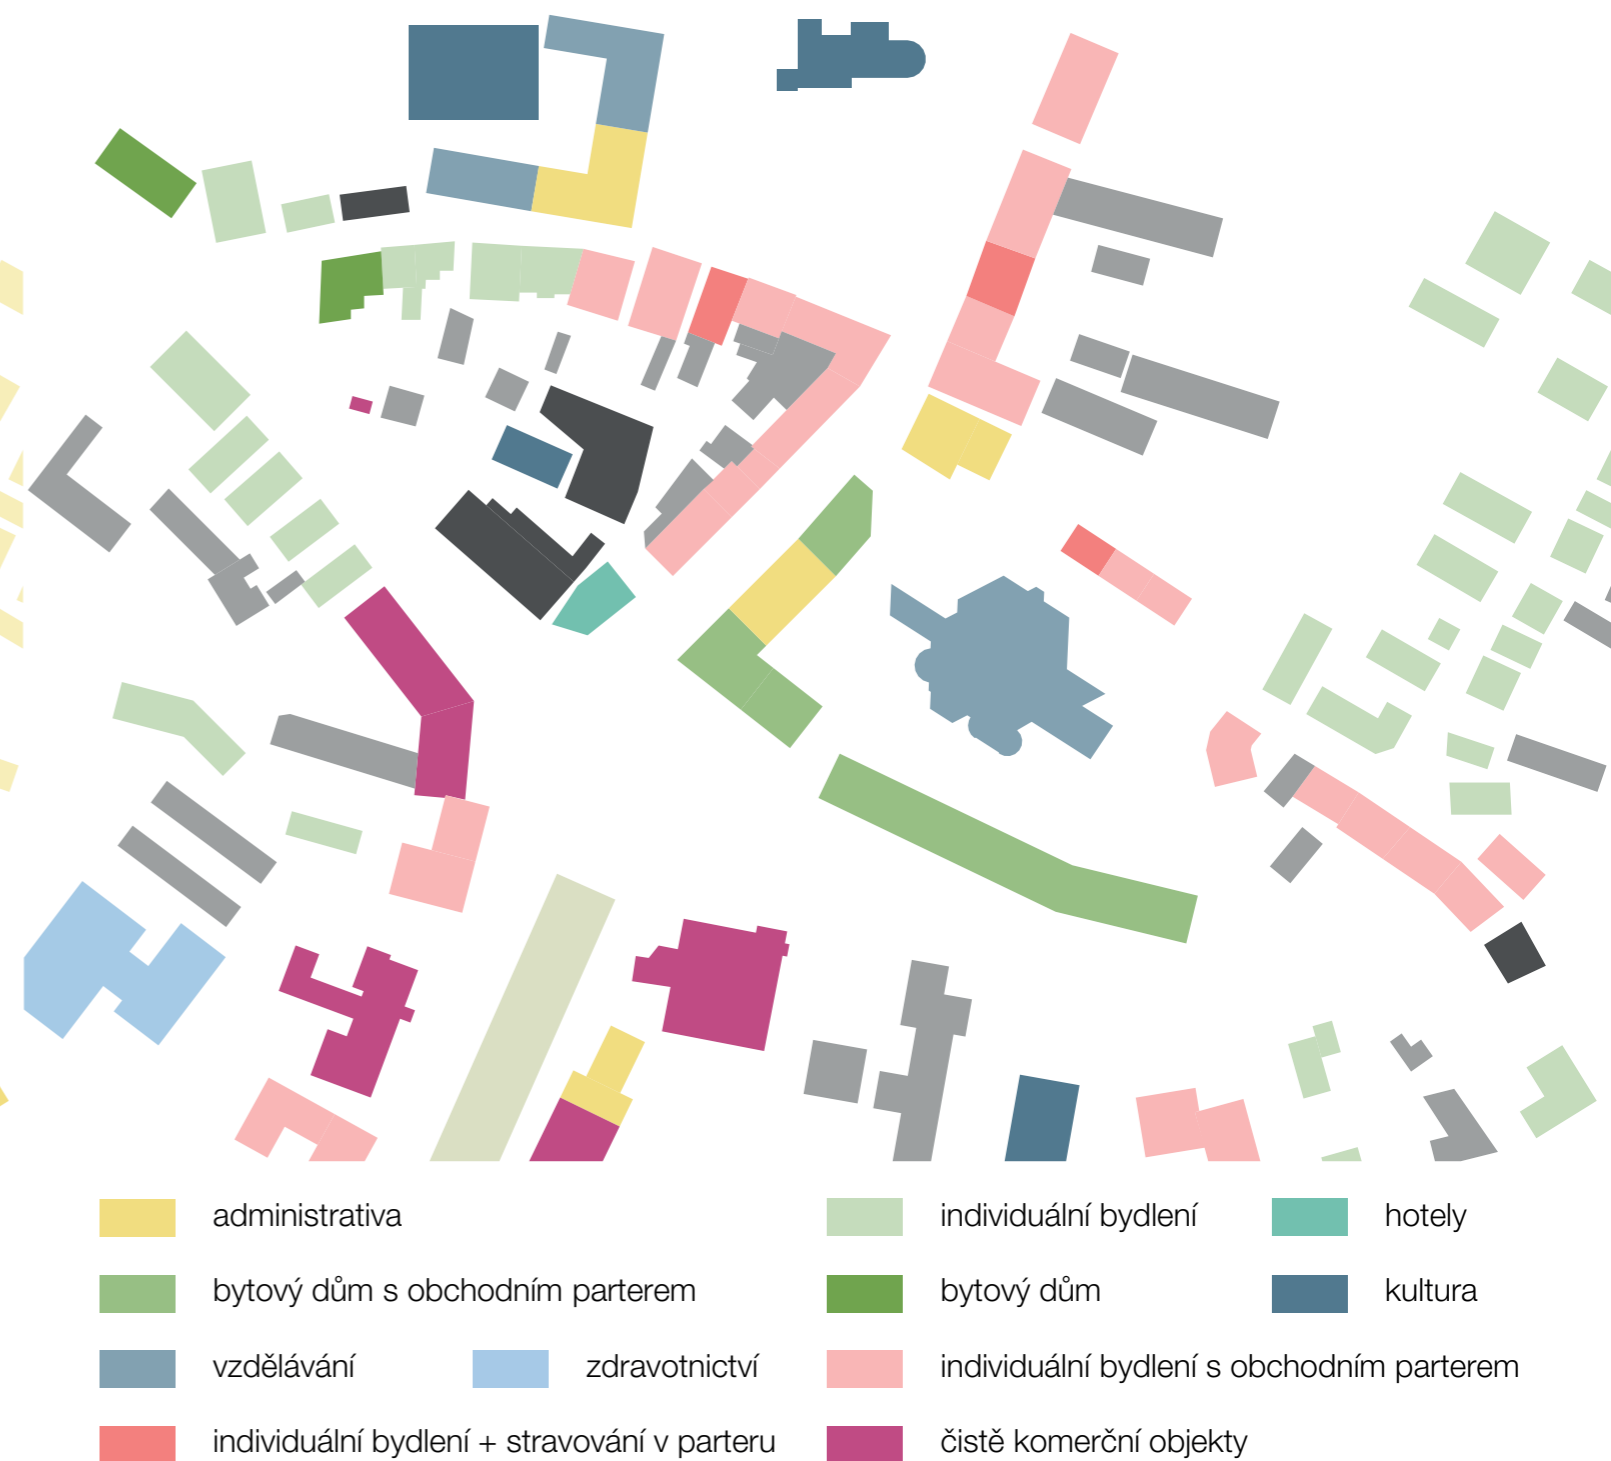 administrativa
individuální bydlení
hotely
bytový dům s obchodním parterem
bytový dům
kultura
vzdělávání
zdravotnictví
individuální bydlení s obchodním parterem
individuální bydlení + stravování v parteru
čistě komerční objekty